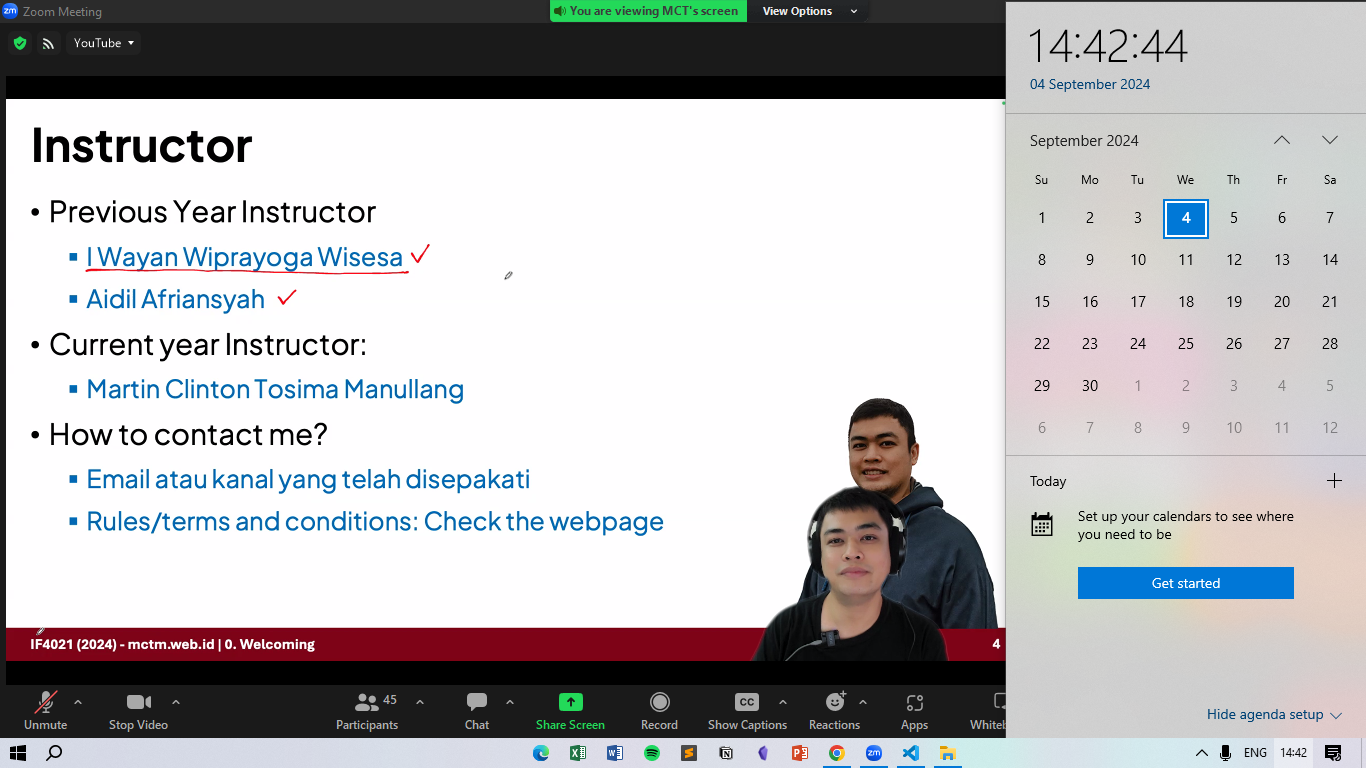 zm Zoom Meeting
You are viewing MCT's screen
View Options
YouTube
Instructor
• Previous Year Instructor
▪ I Wayan Wiprayoga Wisesa
▪ Aidil Afriansyah
• Current year Instructor:
▪ Martin Clinton Tosima Manullang
• How to contact me?
▪ Email atau kanal yang telah disepakati
▪ Rules/terms and conditions: Check the webpage
IF4021 (2024) - mctm.web.id | 0. Welcoming
4
Unmute
Stop Video
45
Participants
Chat
Share Screen
Record
CC
Show Captions
Reactions
Apps
Whiteb
14:42:44
04 September 2024
September 2024
Su Mo Tu We Th Fr Sa
1 2 3 4 5 6 7
8 9 10 11 12 13 14
15 16 17 18 19 20 21
22 23 24 25 26 27 28
29 30 1 2 3 4 5
6 7 8 9 10 11 12
Today
Set up your calendars to see where
you need to be
Get started
Hide agenda setup
zm
ENG
14:42